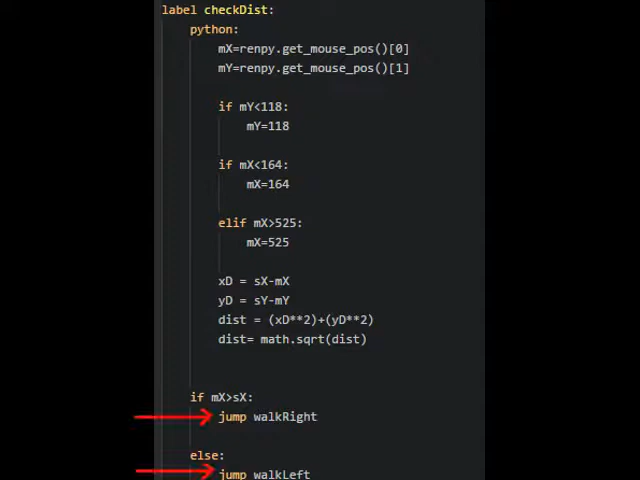 label checkDist:
python:
mX=renpy.get_mouse_pos()[0]
mY=renpy.get_mouse_pos()[1]
if mY<118:
mY=118
if mX<164:
mX=164
elif mX>525:
mX=525
xD = sX-mX
yD = sY-mY
dist = (xD**2)+(yD**2)
dist= math.sqrt(dist)
if mX>sX:
jump walkRight
else:
jump walkLeft